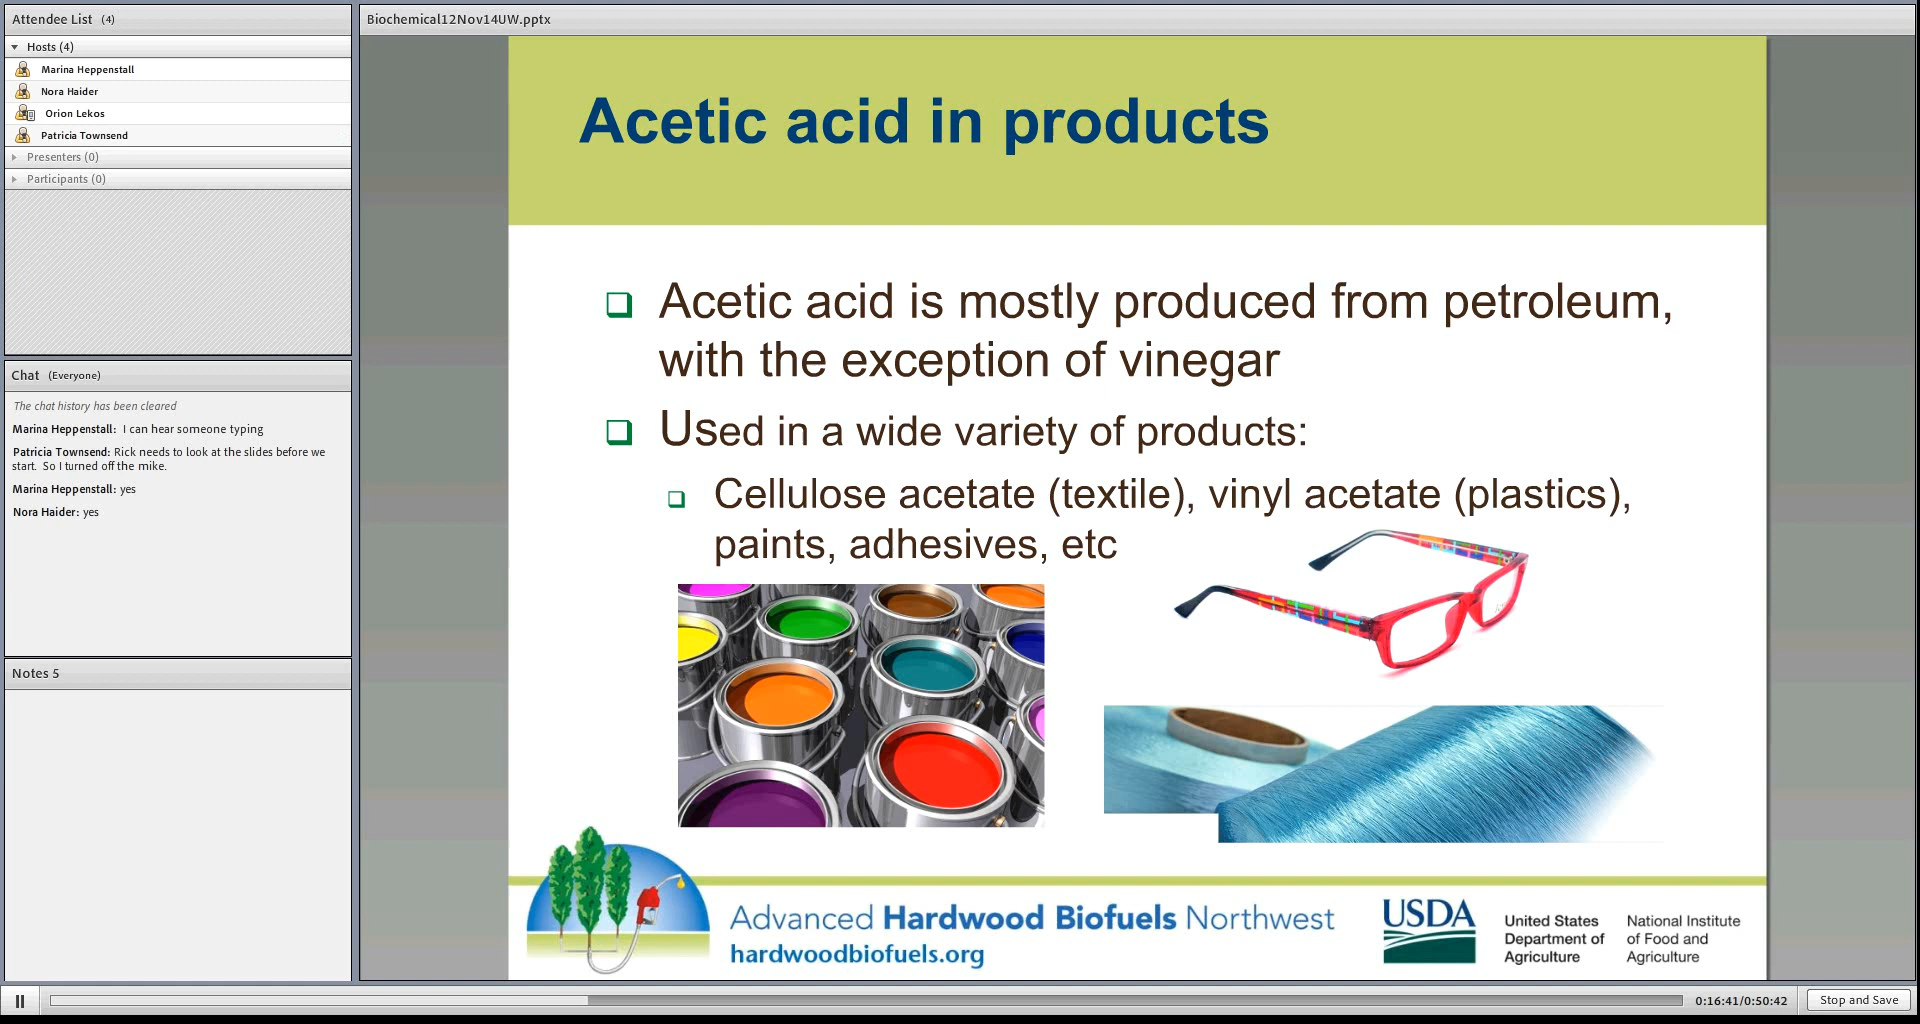 Attendee List (4)
Hosts (4)
Marina Heppenstall
Nora Haider
Orion Lekos
Patricia Townsend
Presenters (0)
Participants (0)
Chat (Everyone)
The chat history has been cleared
Marina Heppenstall: I can hear someone typing
Patricia Townsend: Rick needs to look at the slides before we
start. So I turned off the mike.
Marina Heppenstall: yes
Nora Haider: yes
Notes 5
Biochemical12Nov14UW.pptx
Acetic acid in products
Acetic acid is mostly produced from petroleum,
with the exception of vinegar
Used in a wide variety of products:
Cellulose acetate (textile), vinyl acetate (plastics),
paints, adhesives, etc
Advanced Hardwood Biofuels Northwest
hardwoodbiofuels.org
USDA
United States
Department of
Agriculture
National Institute
of Food and
Agriculture
0:16:41/0:50:42
Stop and Save